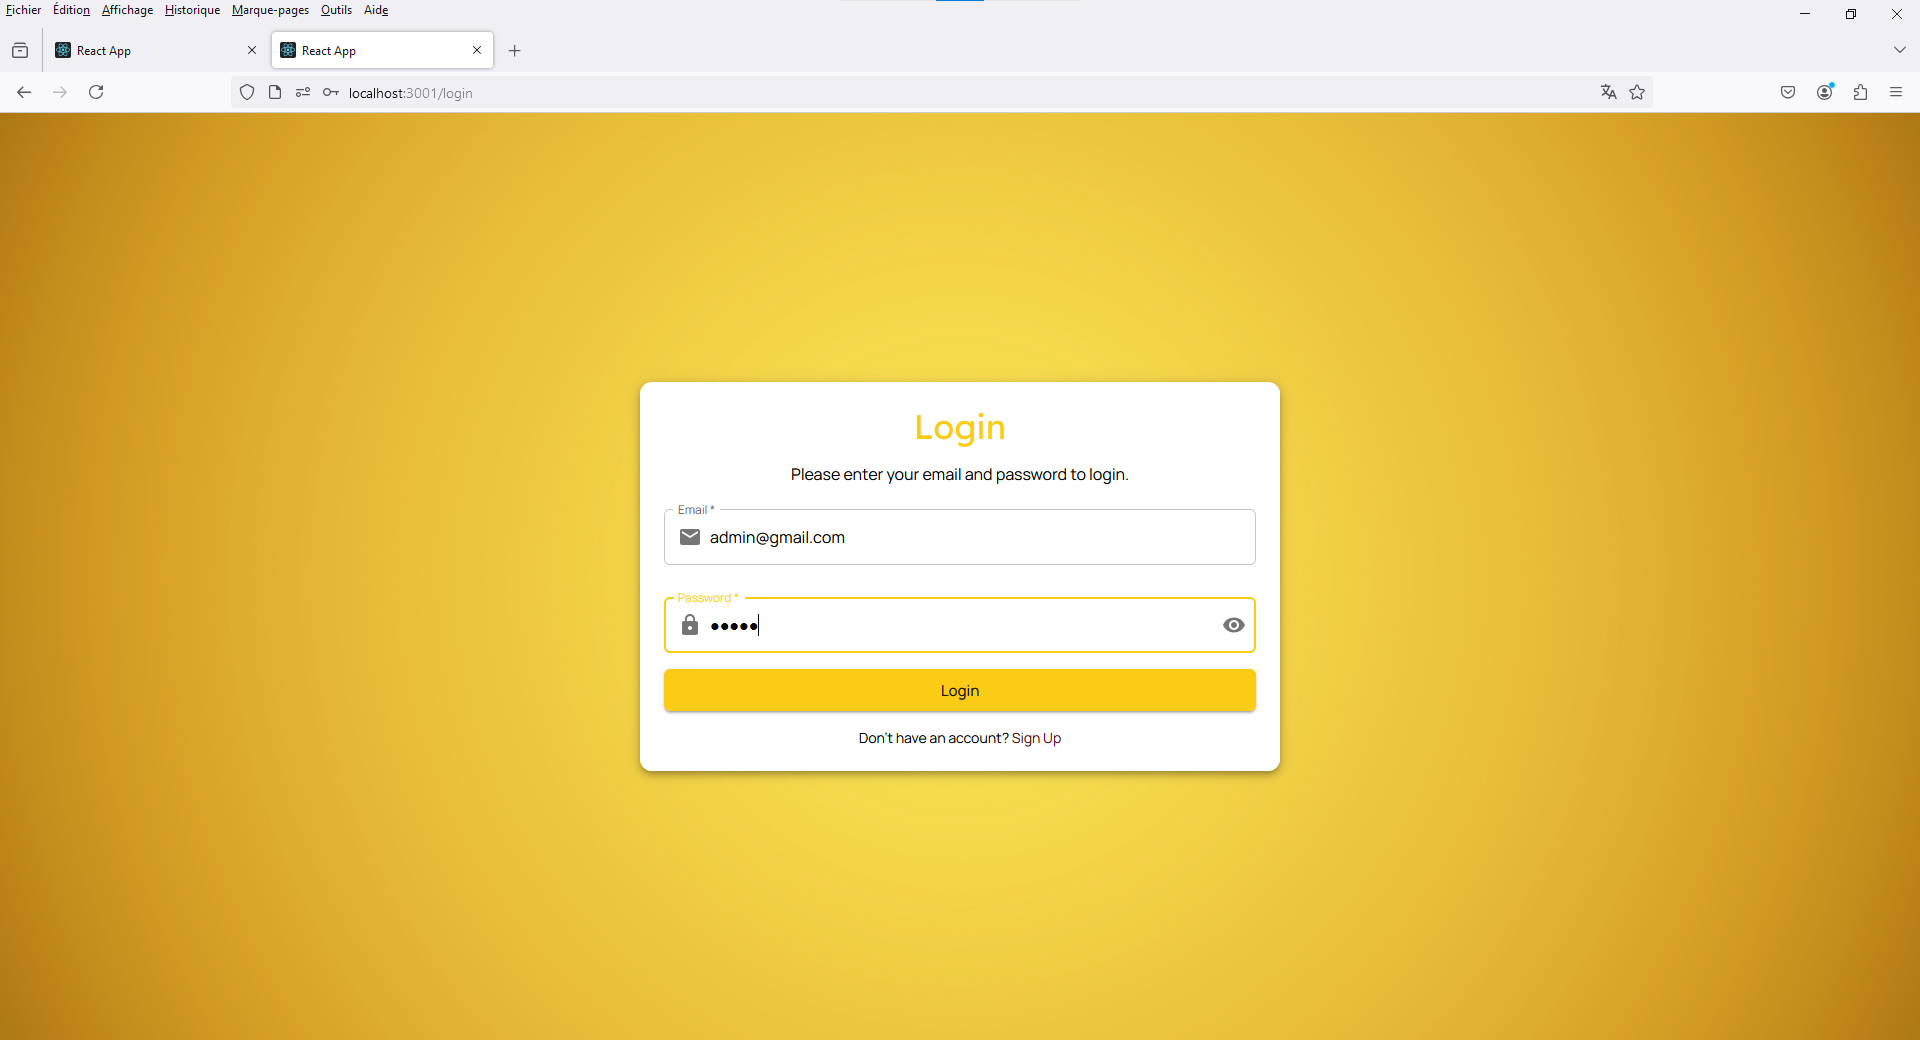 Fichier Édition Affichage Historique Marque-pages Outils Aide
React App React App
localhost:3001/login
Login
Please enter your email and password to login.
Email *
admin@gmail.com
Password *
•••••
Login
Don't have an account? Sign Up